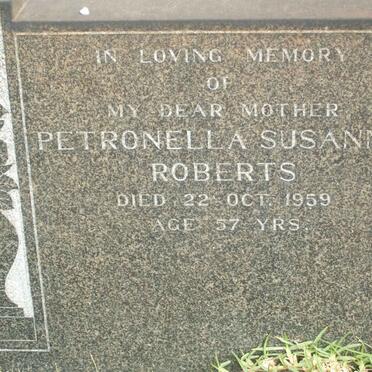 IN LOVING MEMORY
OF
MY DEAR MOTHER
PETRONELLA SUSANN
ROBERTS
DIED 22 OCT. 1959
AGE 57 YRS.